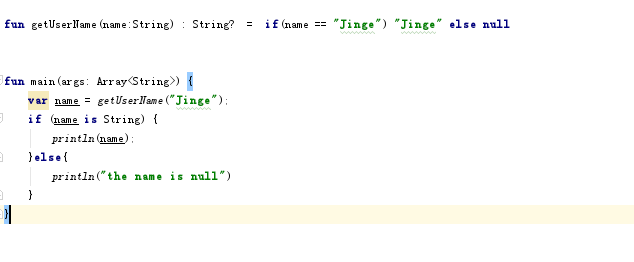 fun getUserName(name:String) : String?  =  if(name == "Jinge") "Jinge" else null
fun main(args: Array<String>) {
var name = getUserName("Jinge");
if (name is String) {
println(name);
}else{
println("the name is null")
}
}